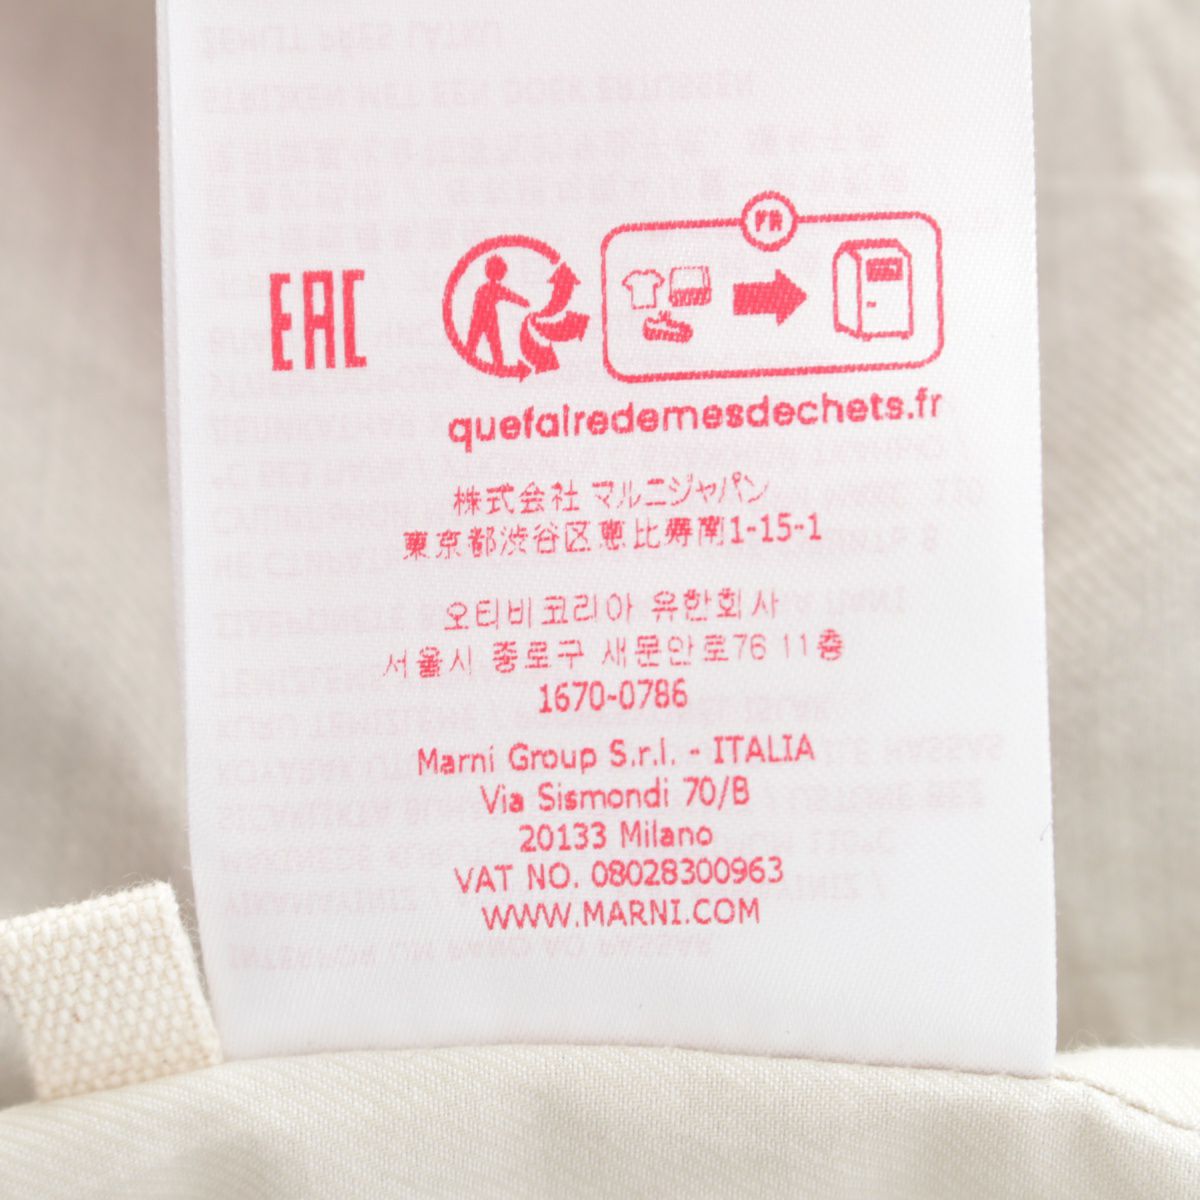 FR
EAC
quefairedemesdechets.fr
株式会社 マルニジャパン
東京都渋谷区恵比寿南1-15-1
오티비코리아 유한회사
서울시 종로구 새문안로76 11층
1670-0786
Marni Group S.r.l. - ITALIA
Via Sismondi 70/B
20133 Milano
VAT NO. 08028300963
WWW.MARNI.COM